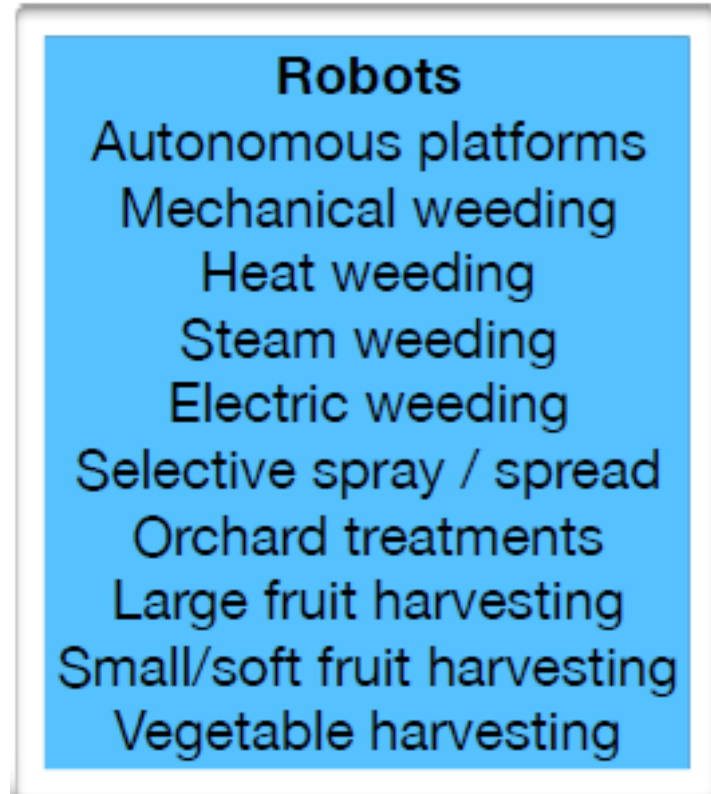 Robots
Autonomous platforms
Mechanical weeding
Heat weeding
Steam weeding
Electric weeding
Selective spray / spread
Orchard treatments
Large fruit harvesting
Small/soft fruit harvesting
Vegetable harvesting